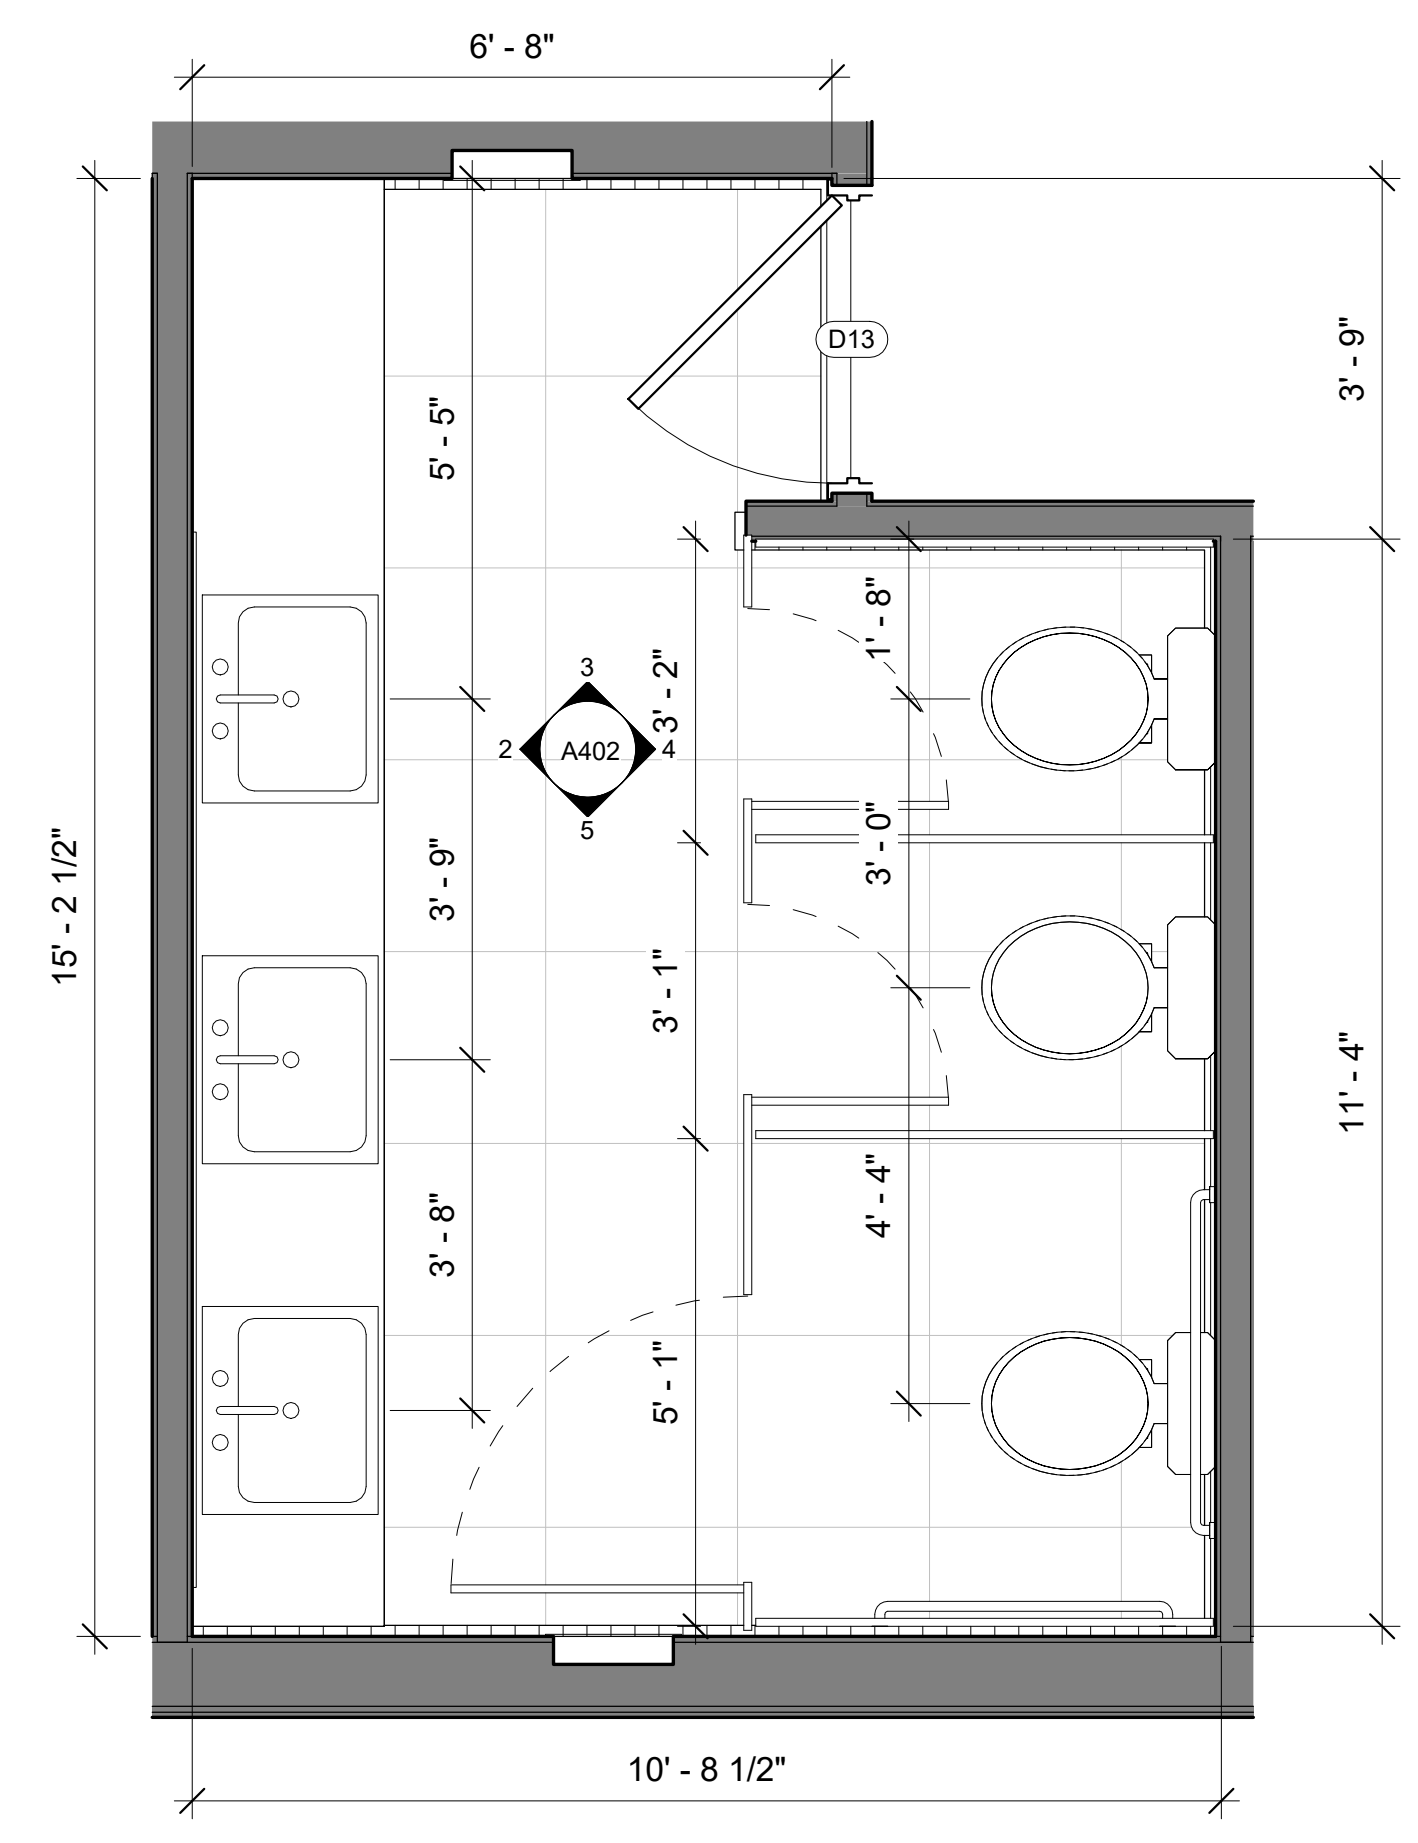 6' - 8"
D13
3' - 9"
5' - 5"
1' - 8"
3' - 2"
3
2
A402
4
5
3' - 0"
15' - 2 1/2"
3' - 9"
3' - 1"
11' - 4"
4' - 4"
3' - 8"
5' - 1"
10' - 8 1/2"